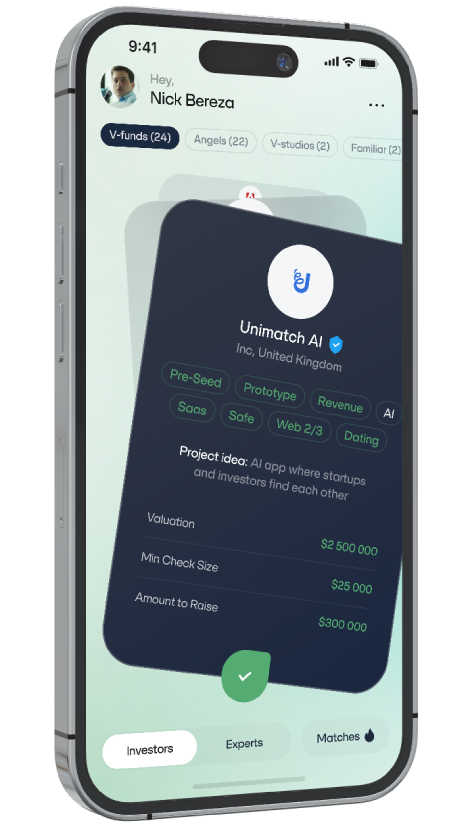 9:41
Hey,
Nick Bereza
V-funds (24) Angels (22) V-studios (2) Familiar (2)
Unimatch AI
Inc, United Kingdom
Pre-Seed Prototype Revenue AI
Saas Safe Web 2/3 Dating
Project idea: AI app where startups
and investors find each other
Valuation $2 500 000
Min Check Size $25 000
Amount to Raise $300 000
Investors Experts Matches